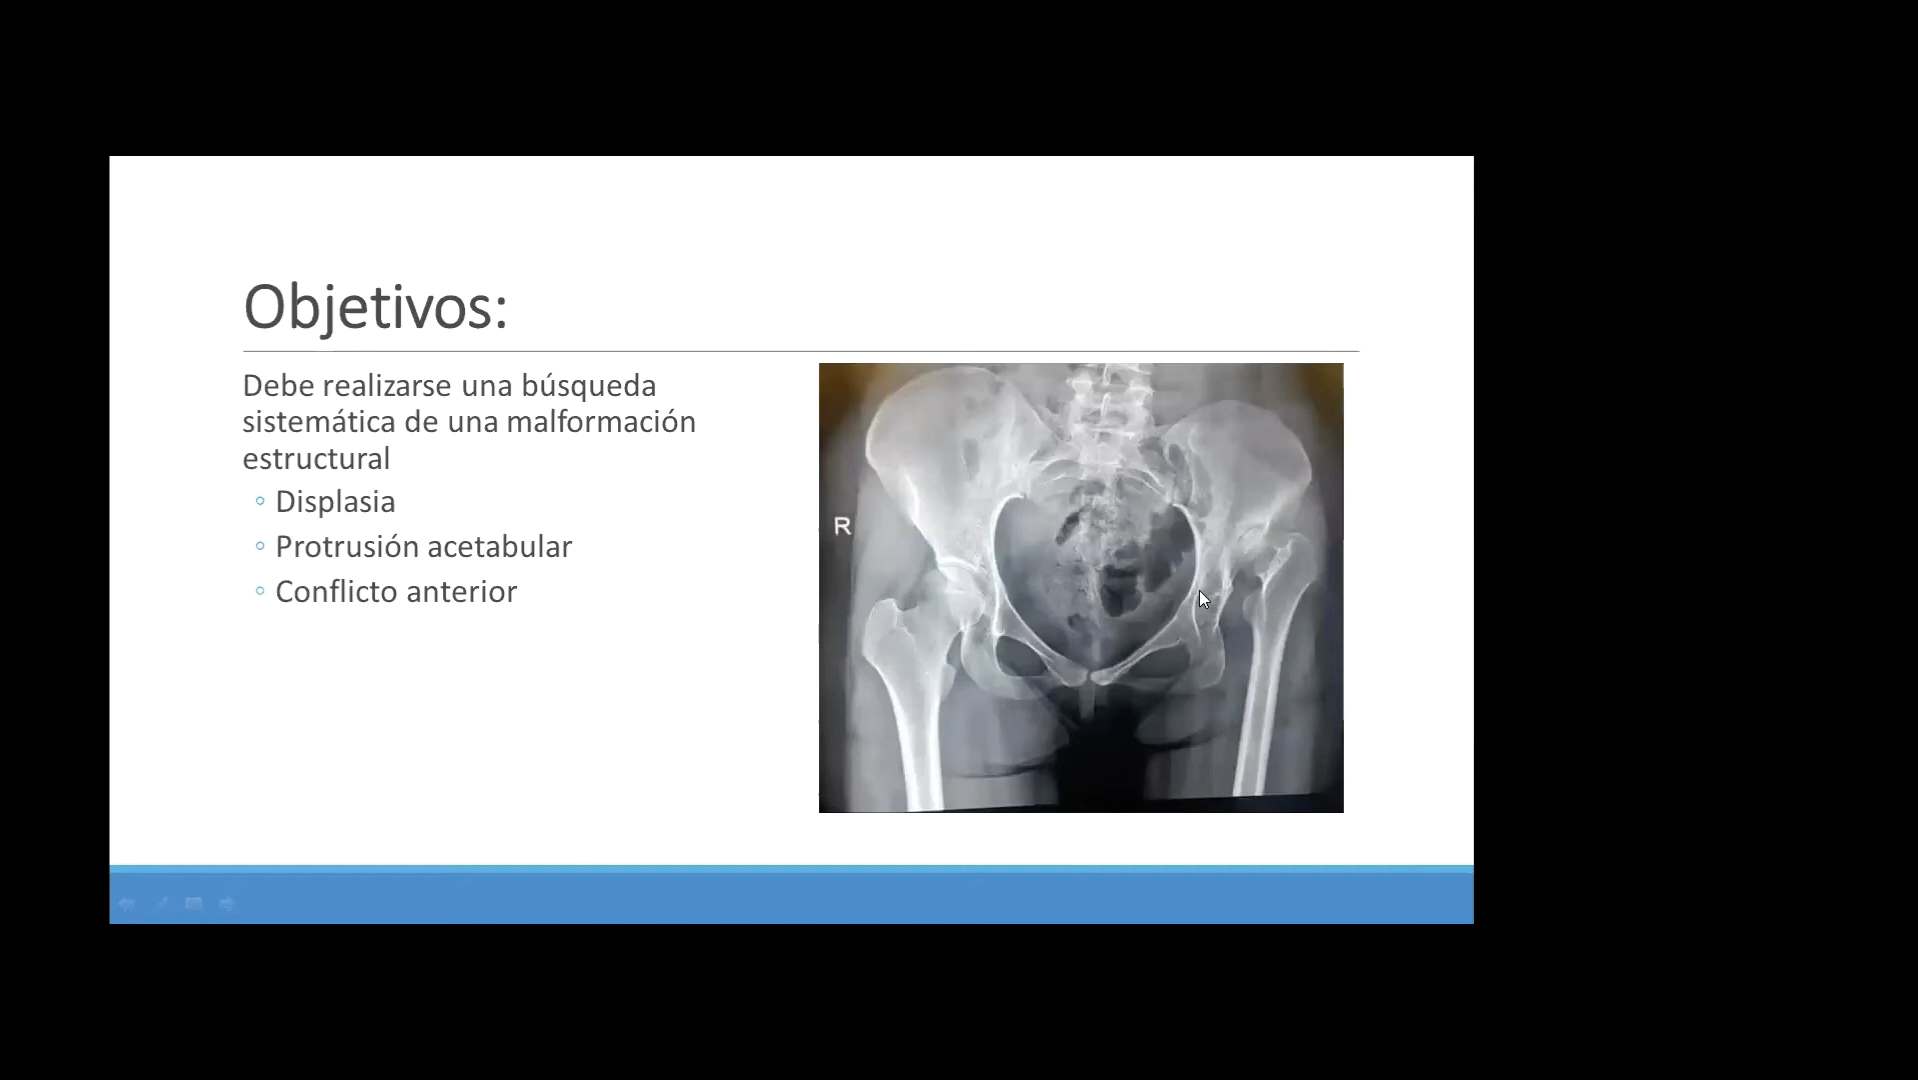 Objetivos:
Debe realizarse una búsqueda
sistemática de una malformación
estructural
◦ Displasia
◦ Protrusión acetabular
◦ Conflicto anterior
R